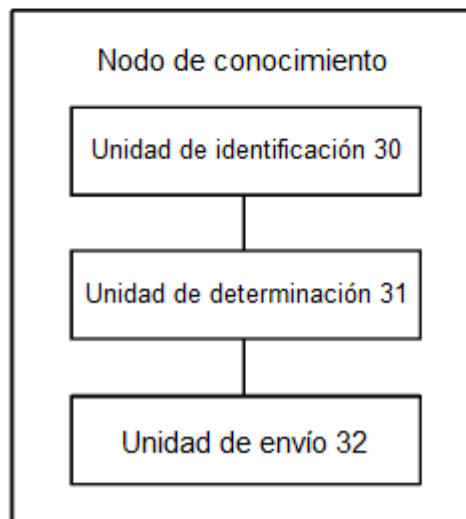 Nodo de conocimiento
Unidad de identificación 30
Unidad de determinación 31
Unidad de envío 32